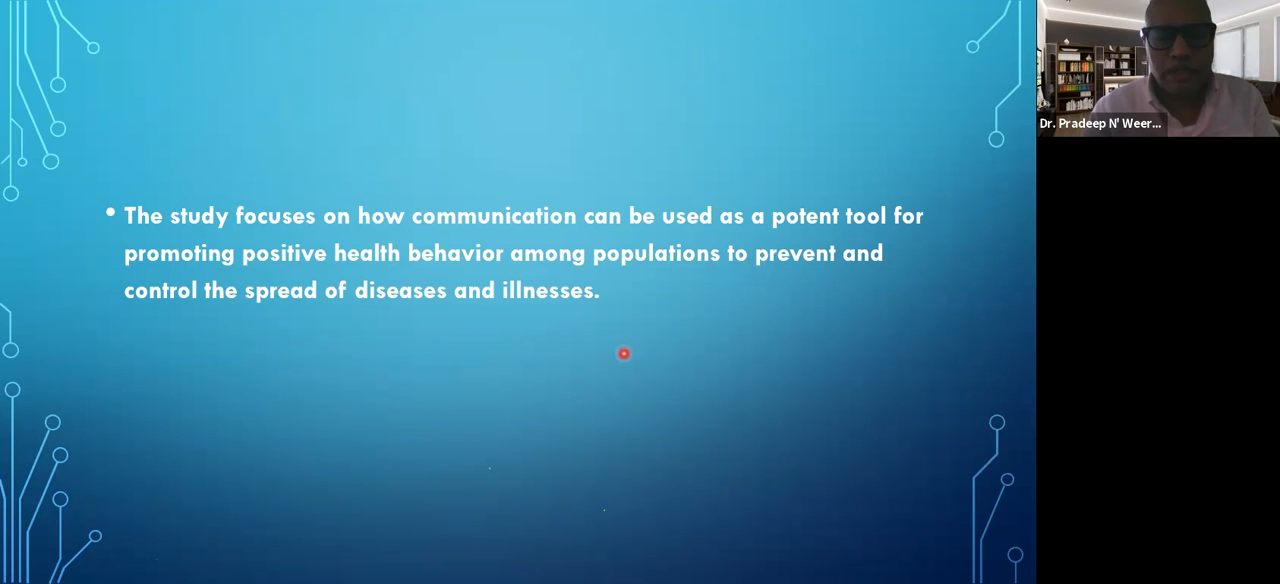 • The study focuses on how communication can be used as a potent tool for
promoting positive health behavior among populations to prevent and
control the spread of diseases and illnesses.
Dr. Pradeep N' Weer...